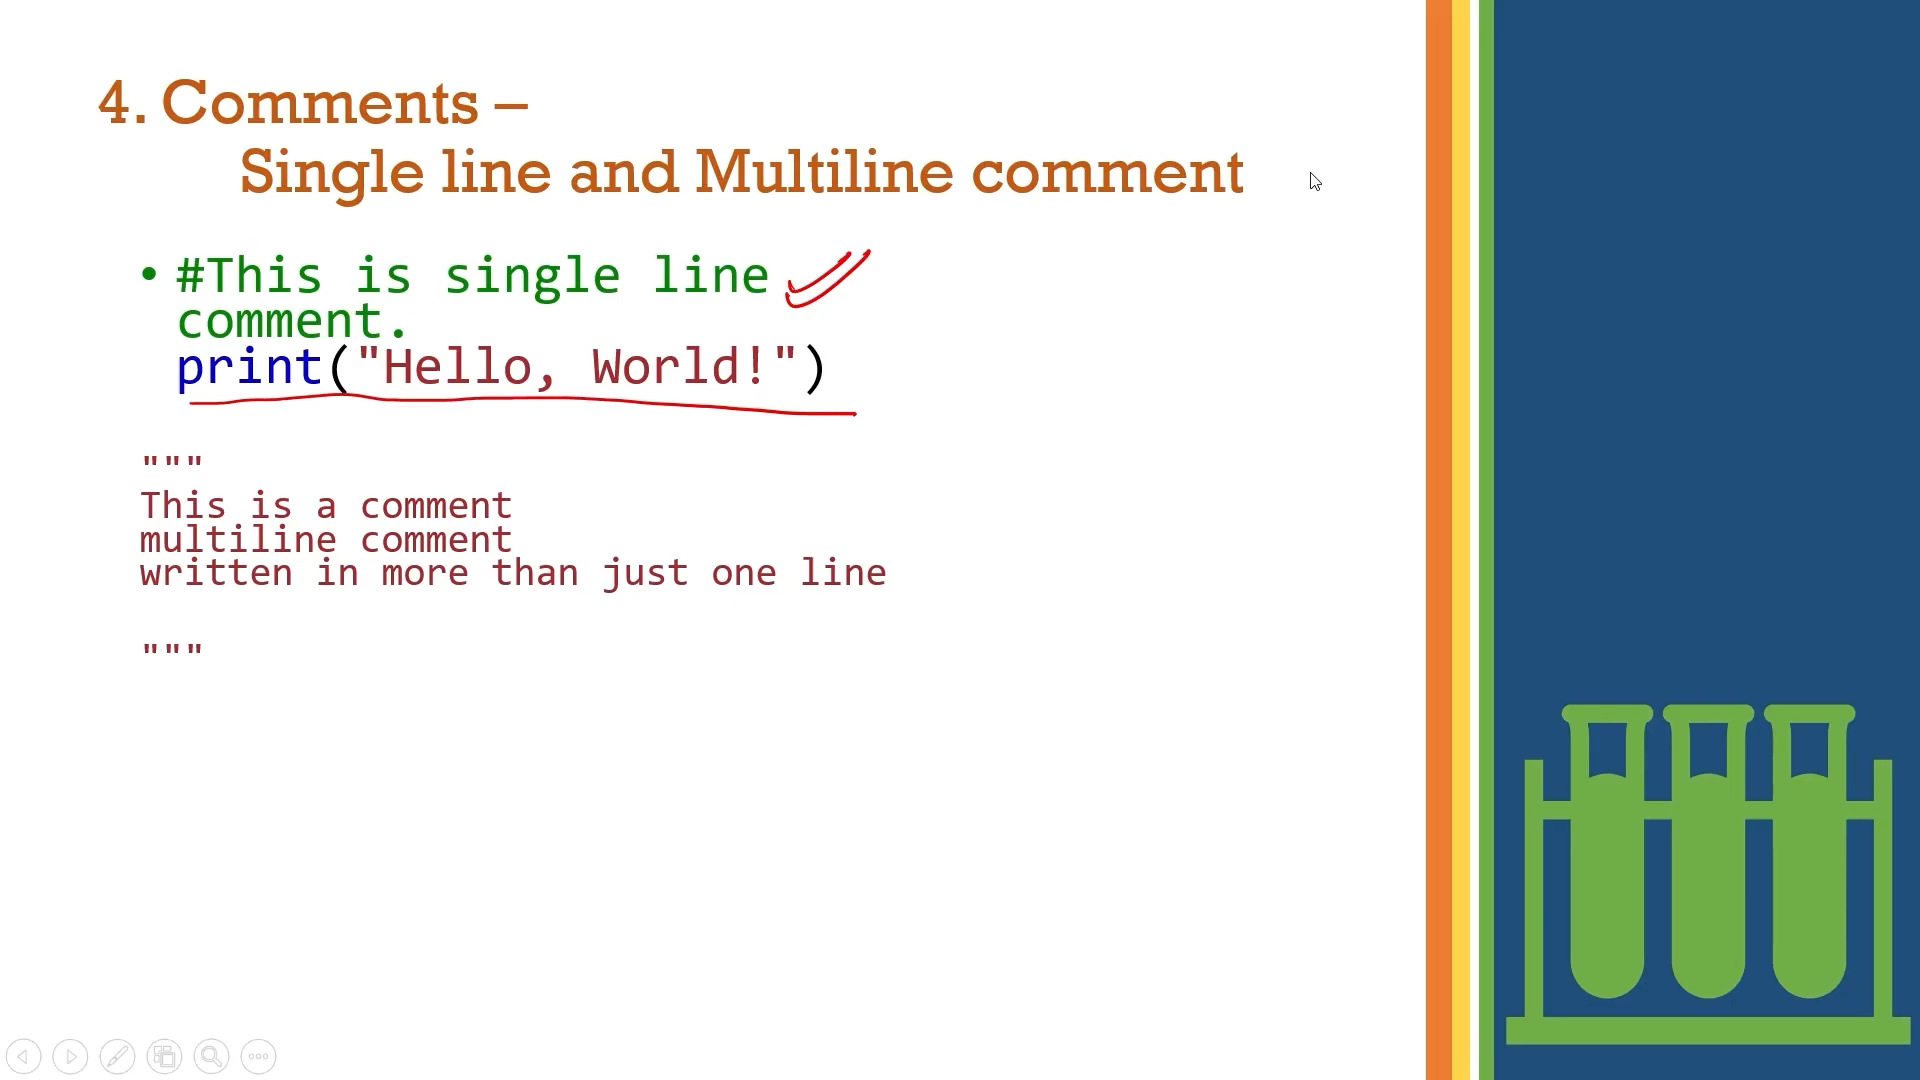 4. Comments –
Single line and Multiline comment
• #This is single line
comment.
print("Hello, World!")
"""
This is a comment
multiline comment
written in more than just one line
"""